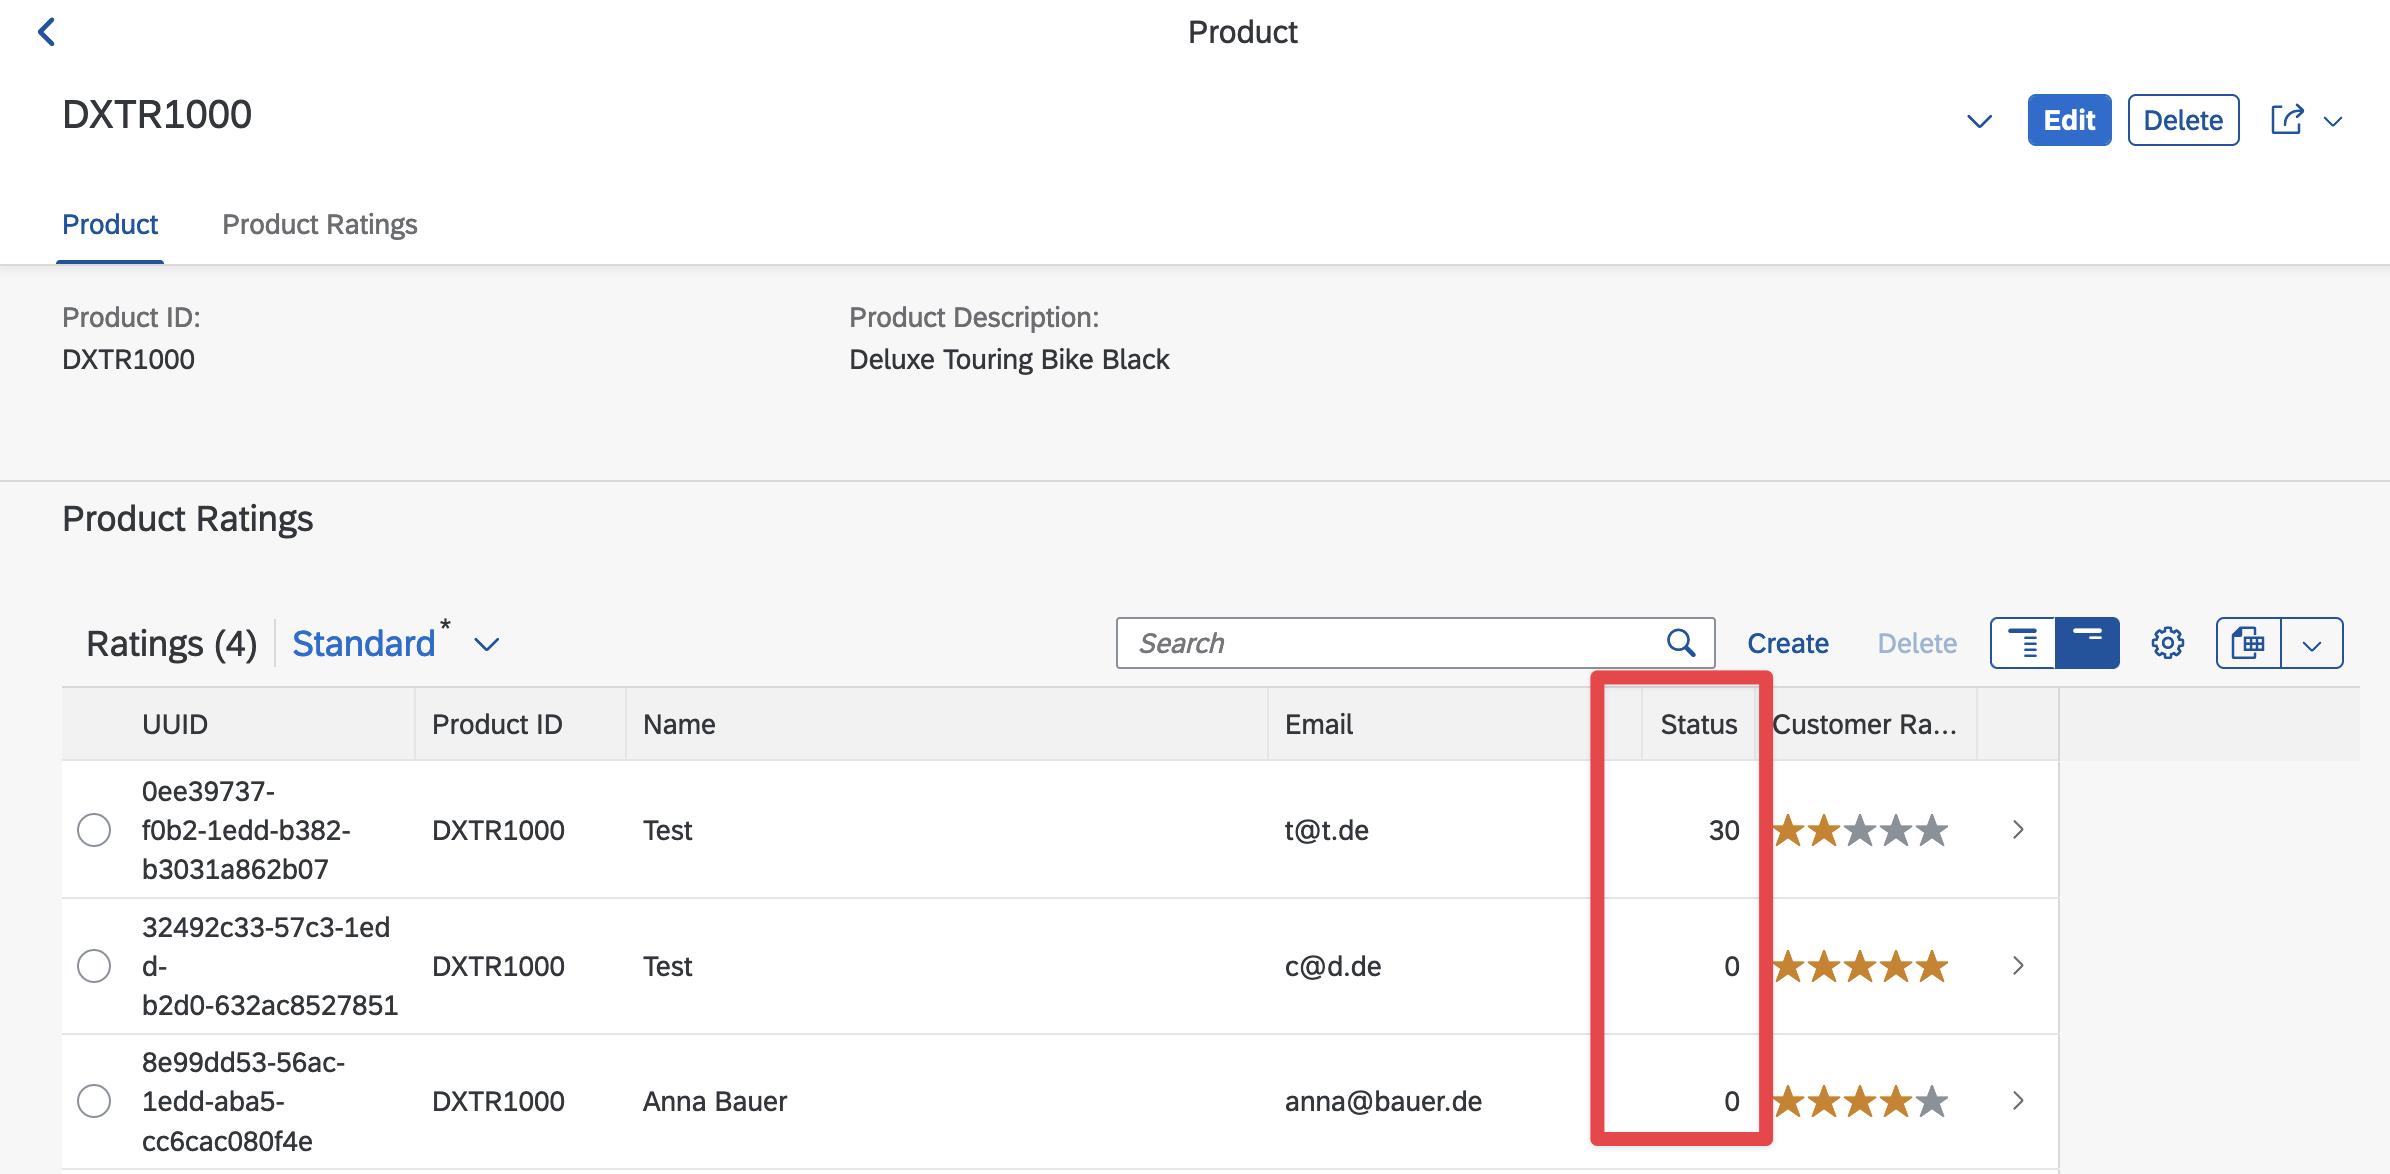 Product
DXTR1000
Edit Delete
Product Product Ratings
Product ID: Product Description:
DXTR1000 Deluxe Touring Bike Black
Product Ratings
Ratings (4) Standard * Search Create Delete
UUID Product ID Name Email Status Customer Ra...
0ee39737-
f0b2-1edd-b382- DXTR1000 Test t@t.de 30
b3031a862b07
32492c33-57c3-1ed
d- DXTR1000 Test c@d.de 0
b2d0-632ac8527851
8e99dd53-56ac-
1edd-aba5- DXTR1000 Anna Bauer anna@bauer.de 0
cc6cac080f4e